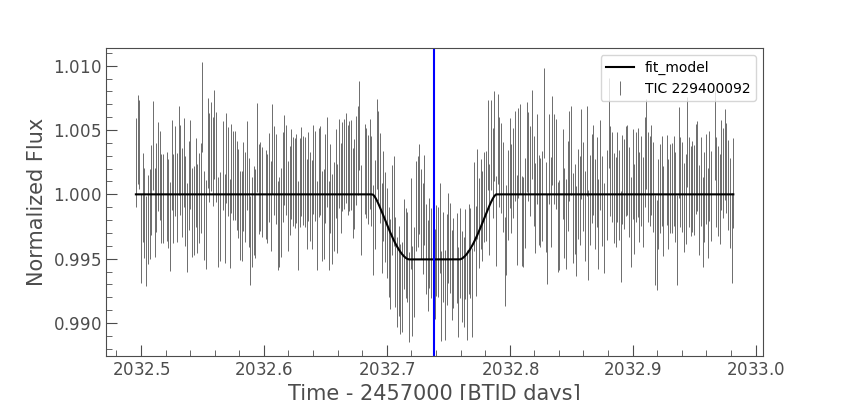 fit_model
TIC 229400092
1.010
1.005
1.000
0.995
0.990
Normalized Flux
2032.5 2032.6 2032.7 2032.8 2032.9 2033.0
Time - 2457000 [BTJD days]